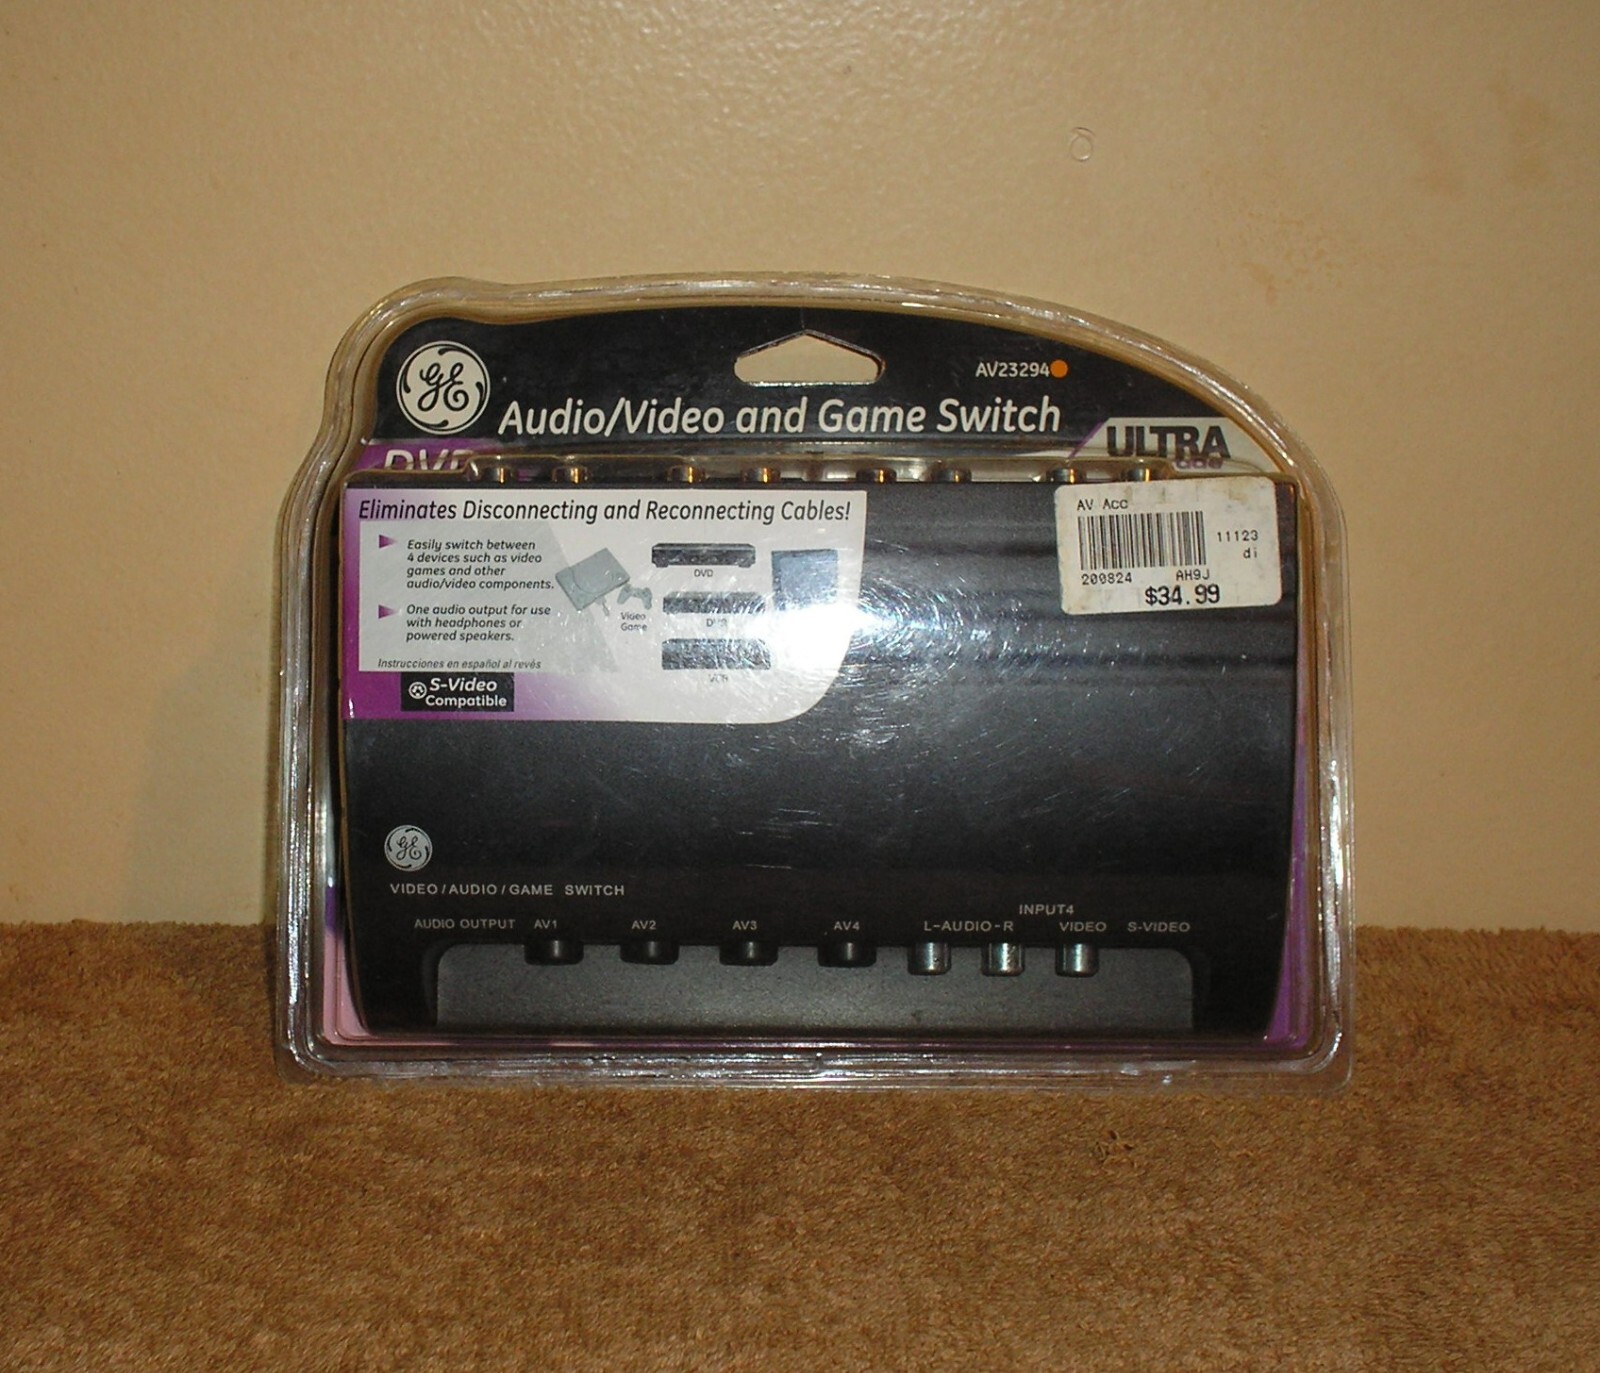 GE
AV23294
Audio/Video and Game Switch
ULTRA
Eliminates Disconnecting and Reconnecting Cables!
Easily switch between
4 devices such as video
games and other
audio/video components.
One audio output for use
with headphones or
powered speakers.
Instrucciones en español al revés
S-Video
Compatible
DVD
Video
Game
VCR
AV Acc
11123
di
200824 AH9J
$34.99
GE
VIDEO/AUDIO/GAME SWITCH
INPUT4
AUDIO OUTPUT AV1 AV2 AV3 AV4 L-AUDIO-R VIDEO S-VIDEO